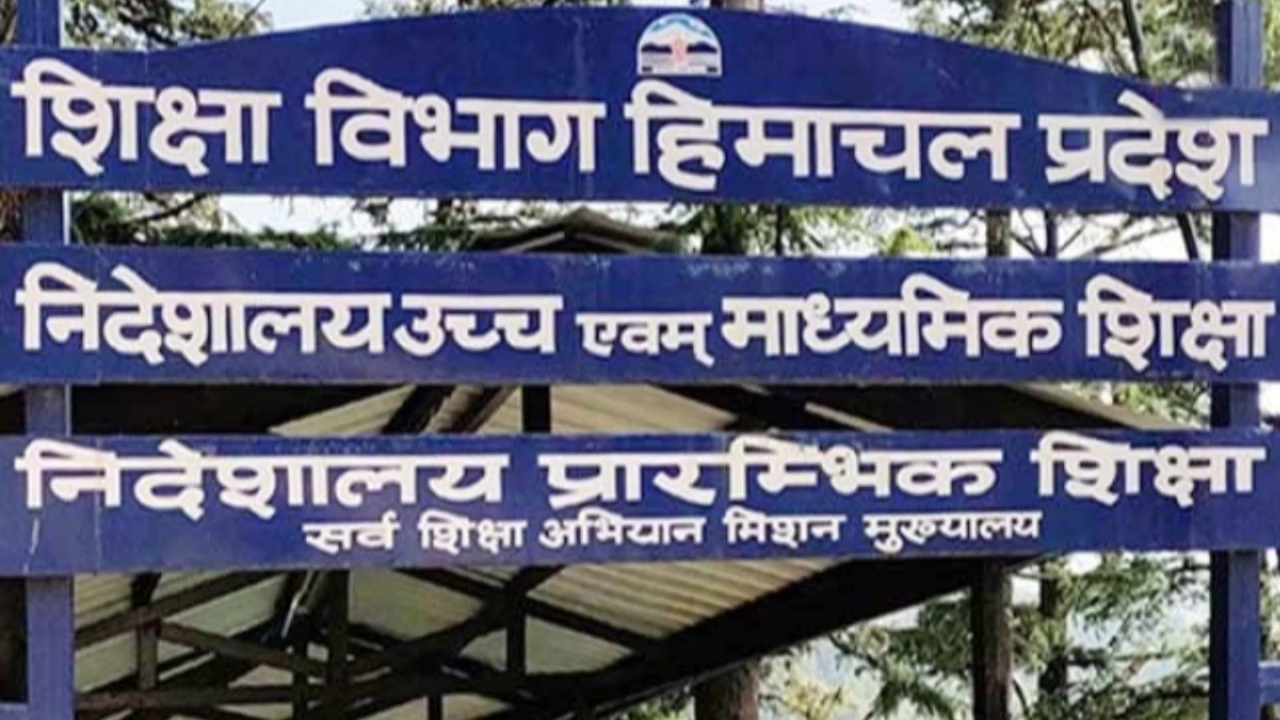 शिक्षा विभाग हिमाचल प्रदेश
निदेशालय उच्च एवम् माध्यमिक शिक्षा
निदेशालय प्रारम्भिक शिक्षा
सर्व शिक्षा अभियान मिशन मुख्यालय